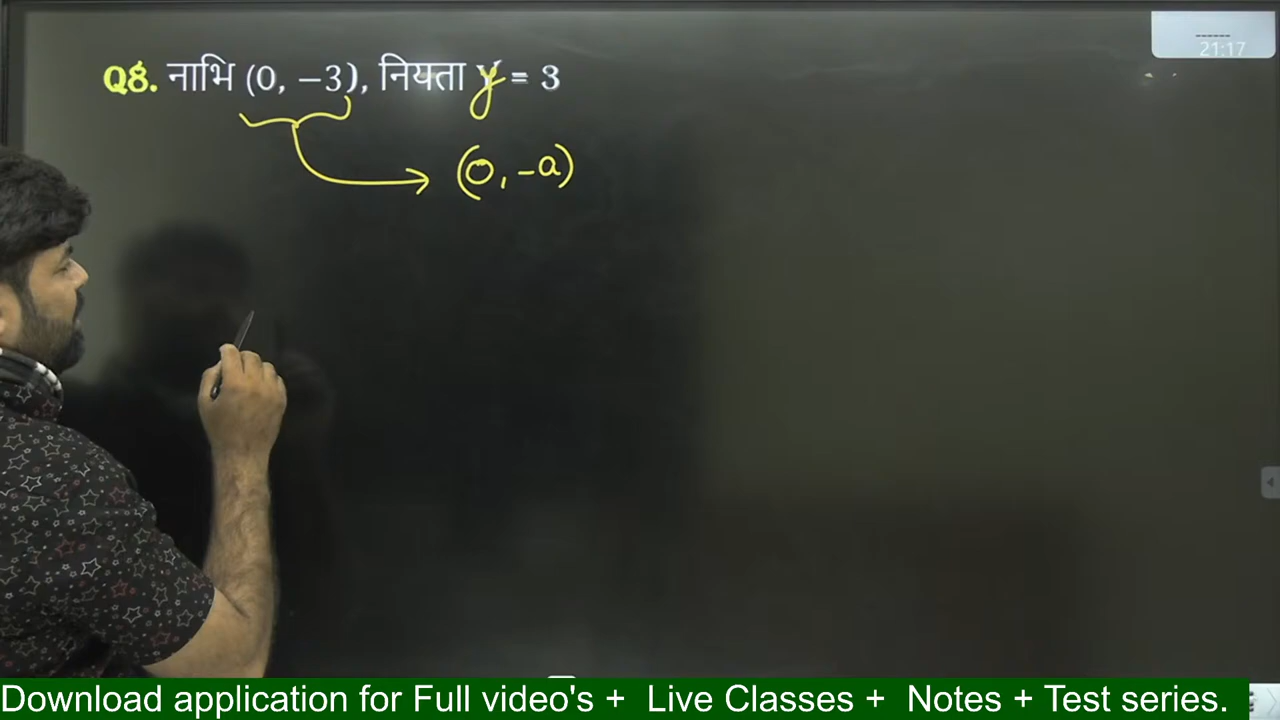 21:17
Q8. नाभि (0, −3), नियता y = 3
(0, -a)
Download application for Full video's + Live Classes + Notes + Test series.